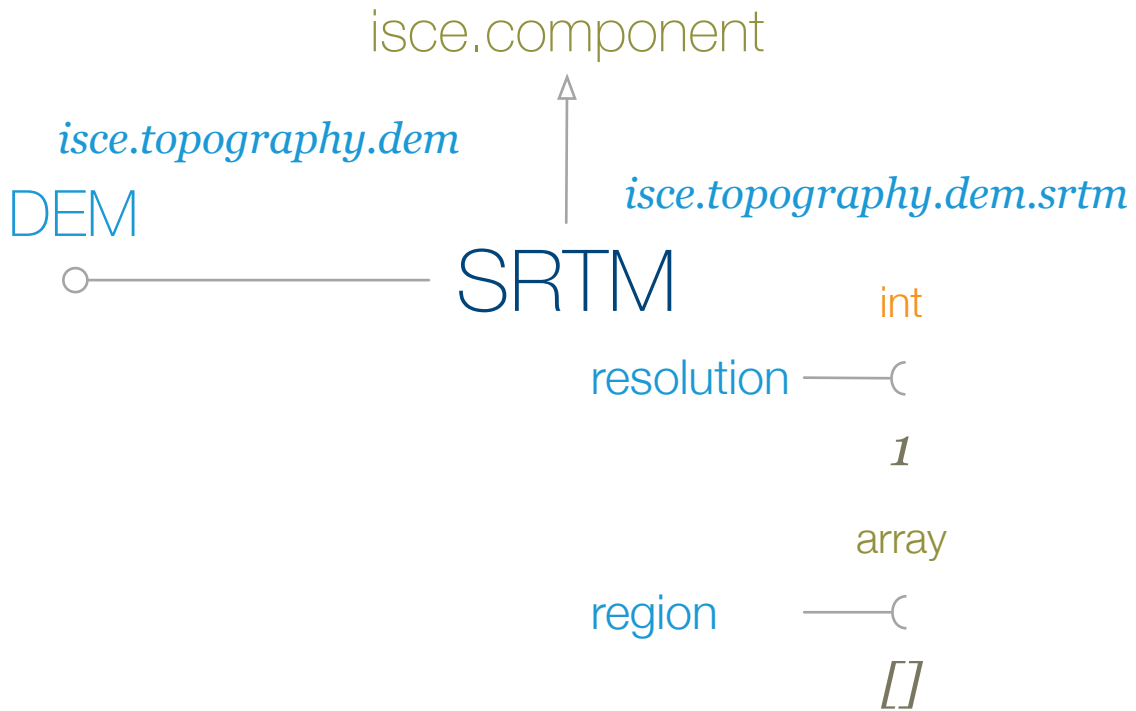 isce.component
isce.topography.dem
DEM
isce.topography.dem.srtm
SRTM
int
resolution
1
array
region
[]